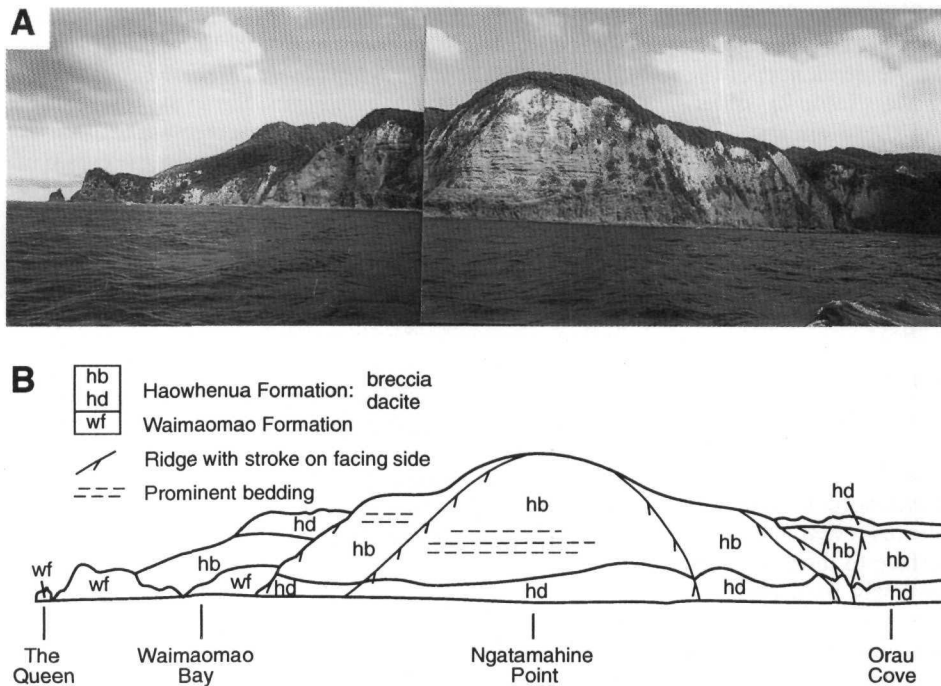 A
B
hb
hd
wf
Haowhenua Formation: breccia
dacite
Waimaomao Formation
Ridge with stroke on facing side
Prominent bedding
hd
hd
hb
hb
hb
hb
hb
hb
wf
wf
wf
hd
hd
hd
hd
The Queen
Waimaomao Bay
Ngatamahine Point
Orau Cove